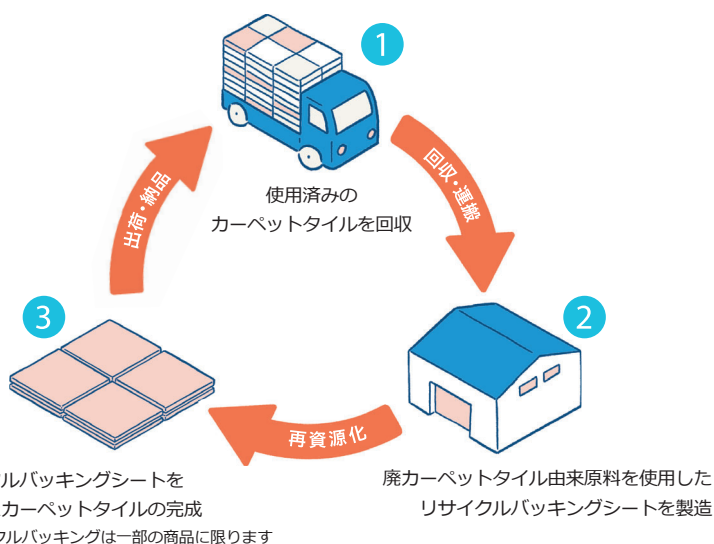 1
使用済みの
カーペットタイルを回収
回収・運搬
2
廃カーペットタイル由来原料を使用した
リサイクルバッキングシートを製造
再資源化
3
クルバッキングシートを
カーペットタイルの完成
クルバッキングは一部の商品に限ります
出荷・納品